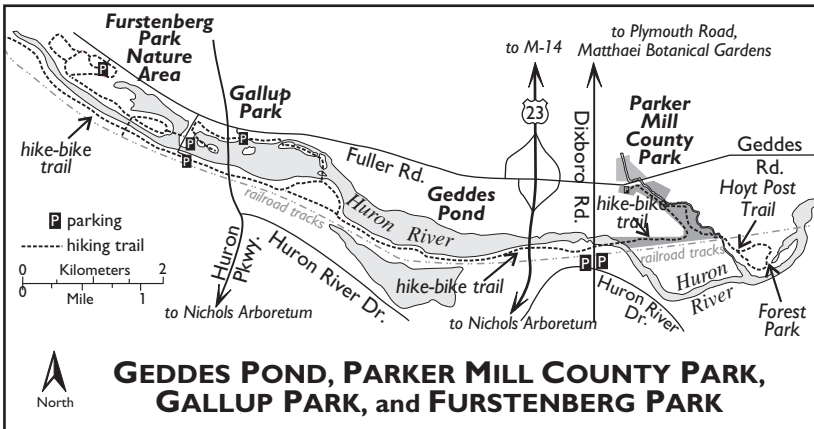 Furstenberg
Park
Nature
Area
P
Gallup
Park
P
P
P
hike-bike
trail
Fuller Rd.
to M-14
23
to Plymouth Road,
Matthaei Botanical Gardens
Dixboro Rd.
Parker
Mill
County
Park
Geddes
Rd.
Hoyt Post
Trail
hike-bike
trail
Geddes
Pond
Huron River
railroad tracks
P parking
hiking trail
0 Kilometers 2
0 Mile 1
Huron
Pkwy.
Huron River Dr.
to Nichols Arboretum
hike-bike trail
to Nichols Arboretum
P P
Huron
River
Dr.
railroad tracks
Huron
River
Forest
Park
North
GEDDES POND, PARKER MILL COUNTY PARK,
GALLUP PARK, and FURSTENBERG PARK